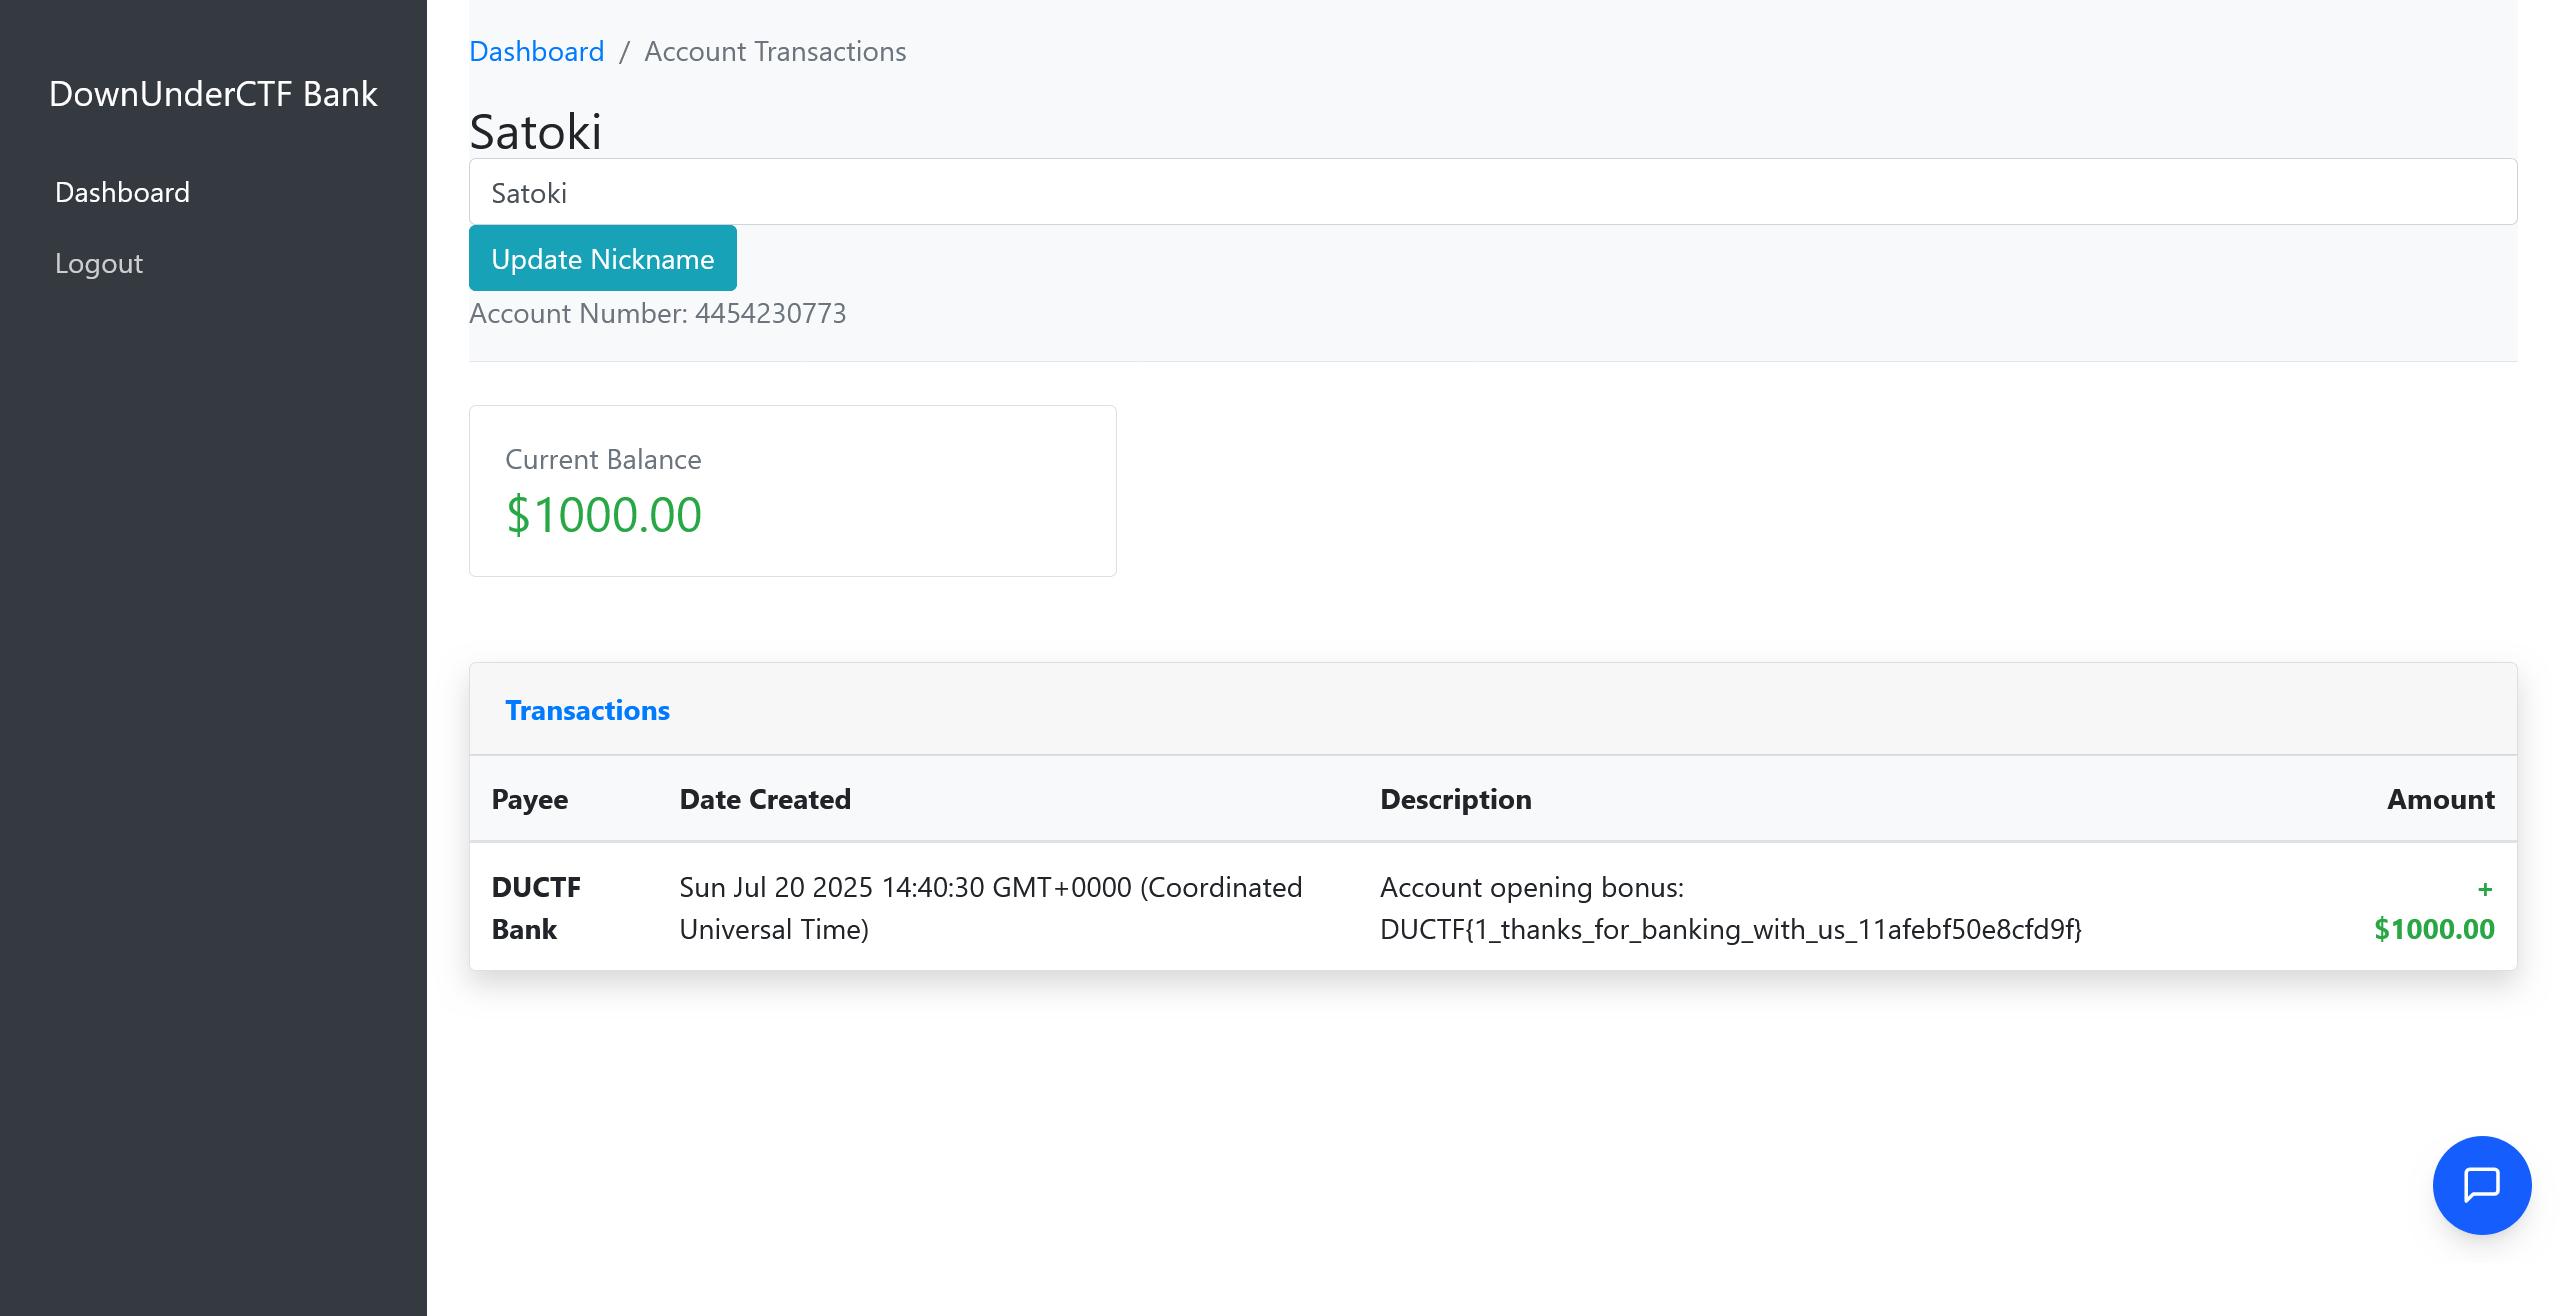 DownUnderCTF Bank
Dashboard
Logout
Dashboard / Account Transactions
Satoki
Satoki
Update Nickname
Account Number: 4454230773
Current Balance
$1000.00
Transactions
Payee Date Created Description Amount
DUCTF Sun Jul 20 2025 14:40:30 GMT+0000 (Coordinated Account opening bonus: +
Bank Universal Time) DUCTF{1_thanks_for_banking_with_us_11afebf50e8cfd9f} $1000.00